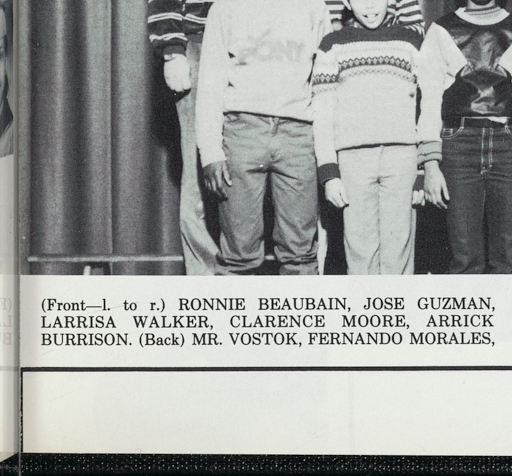 PONY
(Front—l. to r.) RONNIE BEAUBAIN, JOSE GUZMAN,
LARRISA WALKER, CLARENCE MOORE, ARRICK
BURRISON. (Back) MR. VOSTOK, FERNANDO MORALES,